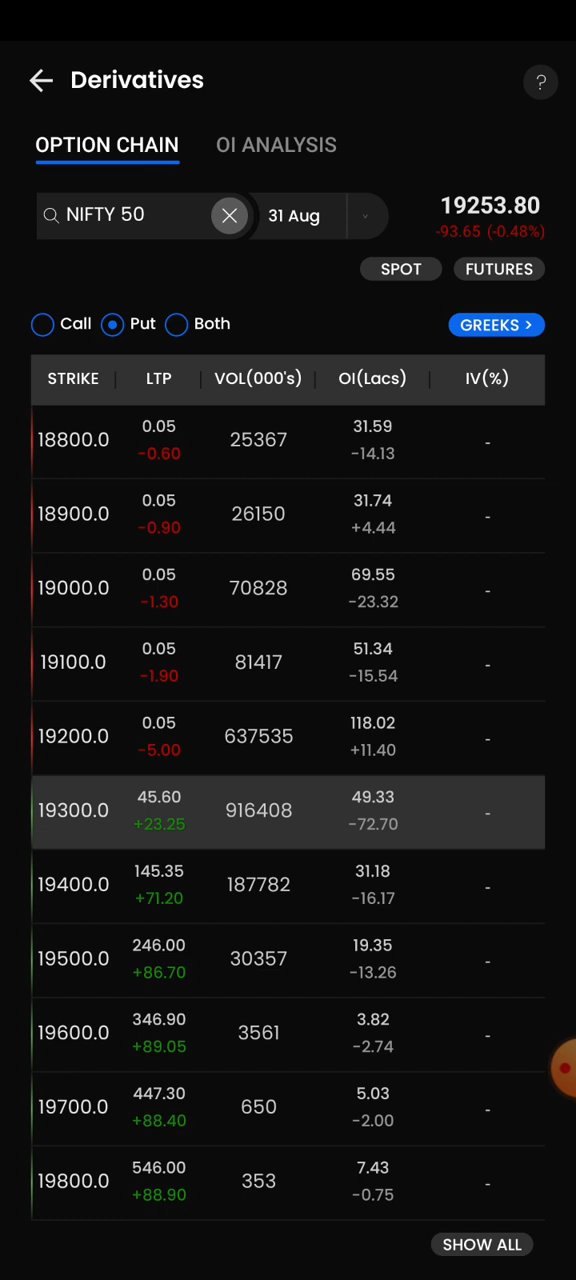 Derivatives
?
OPTION CHAIN OI ANALYSIS
NIFTY 50 31 Aug 19253.80
-93.65 (-0.48%)
SPOT FUTURES
Call Put Both GREEKS >
STRIKE LTP VOL(000's) OI(Lacs) IV(%)
0.05 31.59
18800.0 25367 -
-0.60 -14.13
0.05 31.74
18900.0 26150 -
-0.90 +4.44
0.05 69.55
19000.0 70828 -
-1.30 -23.32
0.05 51.34
19100.0 81417 -
-1.90 -15.54
0.05 118.02
19200.0 637535 -
-5.00 +11.40
45.60 49.33
19300.0 916408 -
+23.25 -72.70
145.35 31.18
19400.0 187782 -
+71.20 -16.17
246.00 19.35
19500.0 30357 -
+86.70 -13.26
346.90 3.82
19600.0 3561 -
+89.05 -2.74
447.30 5.03
19700.0 650 -
+88.40 -2.00
546.00 7.43
19800.0 353 -
+88.90 -0.75
SHOW ALL